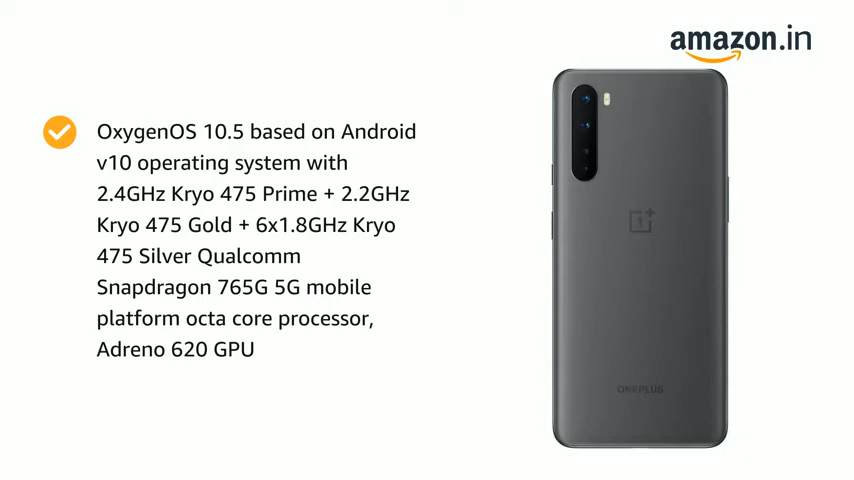 amazon.in
OxygenOS 10.5 based on Android
v10 operating system with
2.4GHz Kryo 475 Prime + 2.2GHz
Kryo 475 Gold + 6x1.8GHz Kryo
475 Silver Qualcomm
Snapdragon 765G 5G mobile
platform octa core processor,
Adreno 620 GPU
1+
ONEPLUS